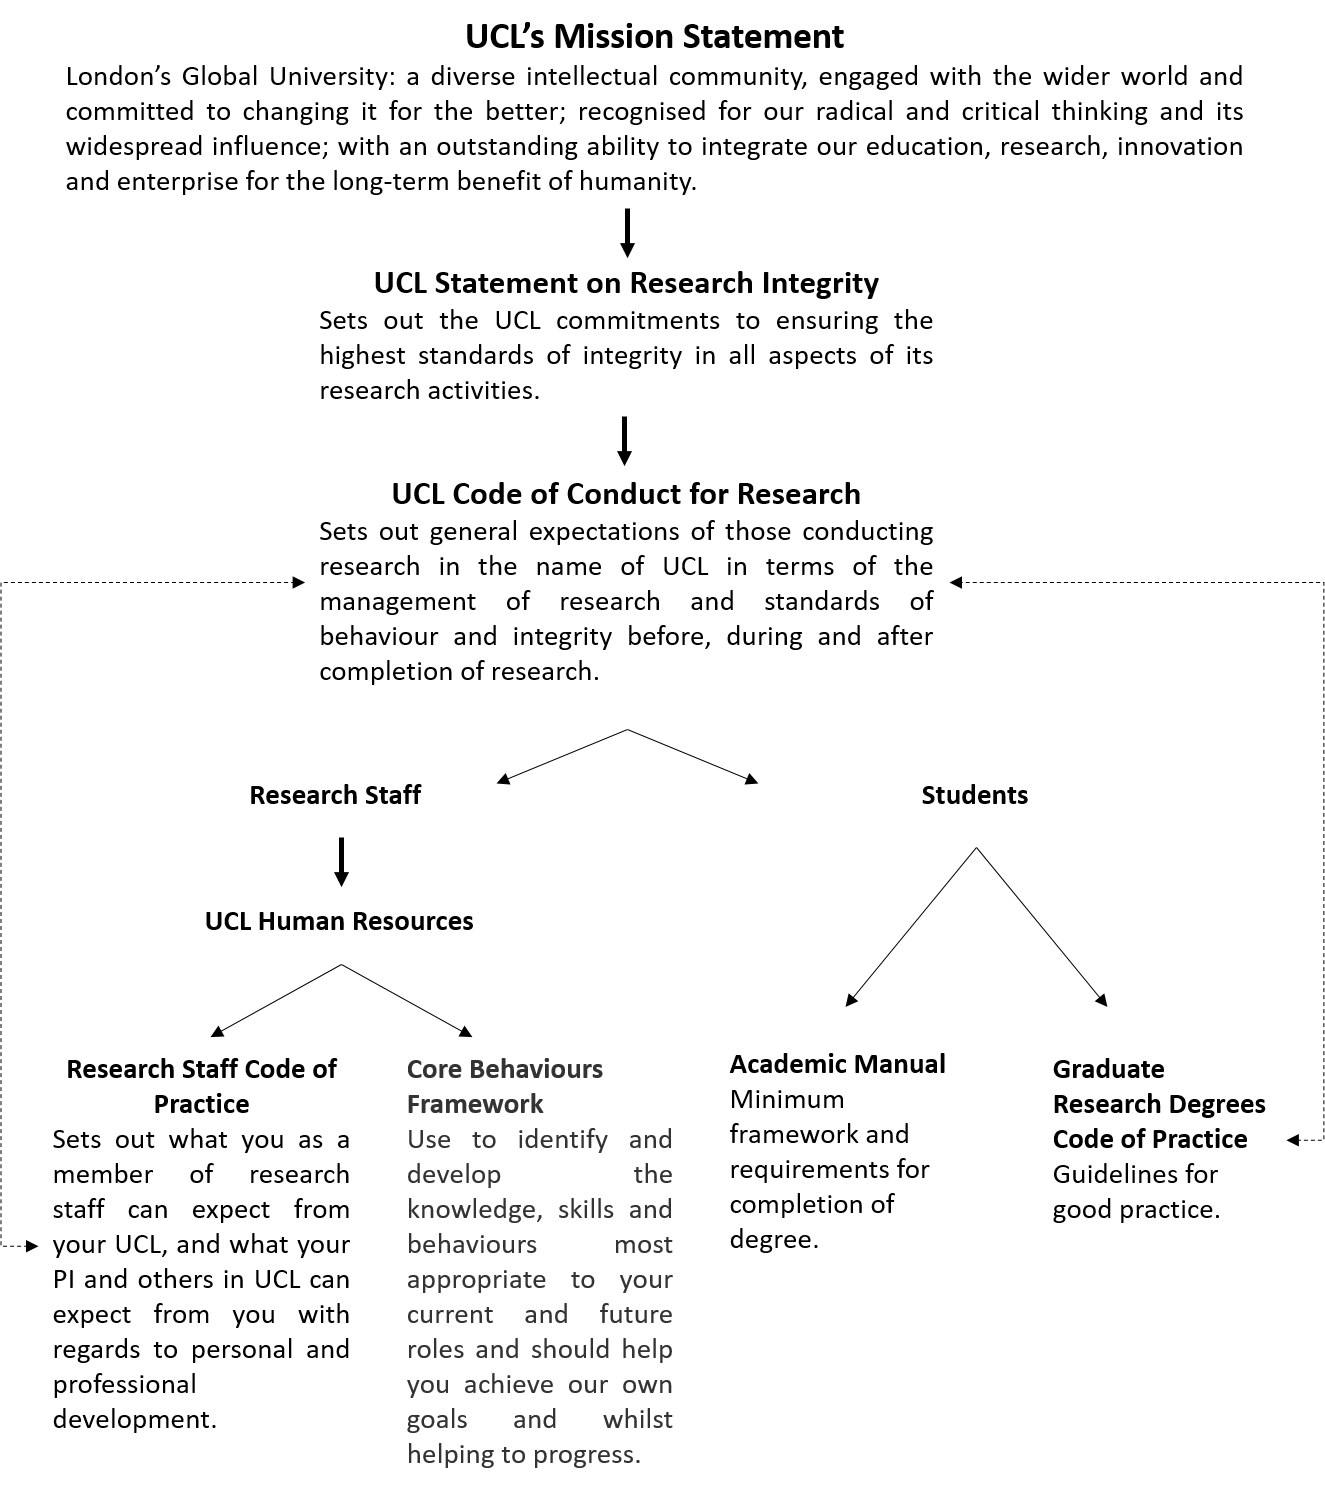 UCL’s Mission Statement
London’s Global University: a diverse intellectual community, engaged with the wider world and
committed to changing it for the better; recognised for our radical and critical thinking and its
widespread influence; with an outstanding ability to integrate our education, research, innovation
and enterprise for the long-term benefit of humanity.
UCL Statement on Research Integrity
Sets out the UCL commitments to ensuring the
highest standards of integrity in all aspects of its
research activities.
UCL Code of Conduct for Research
Sets out general expectations of those conducting
research in the name of UCL in terms of the
management of research and standards of
behaviour and integrity before, during and after
completion of research.
Research Staff
Students
UCL Human Resources
Research Staff Code of
Practice
Sets out what you as a
member of research
staff can expect from
your UCL, and what your
PI and others in UCL can
expect from you with
regards to personal and
professional
development.
Core Behaviours
Framework
Use to identify and
develop the
knowledge, skills and
behaviours most
appropriate to your
current and future
roles and should help
you achieve our own
goals and whilst
helping to progress.
Academic Manual
Minimum
framework and
requirements for
completion of
degree.
Graduate
Research Degrees
Code of Practice
Guidelines for
good practice.